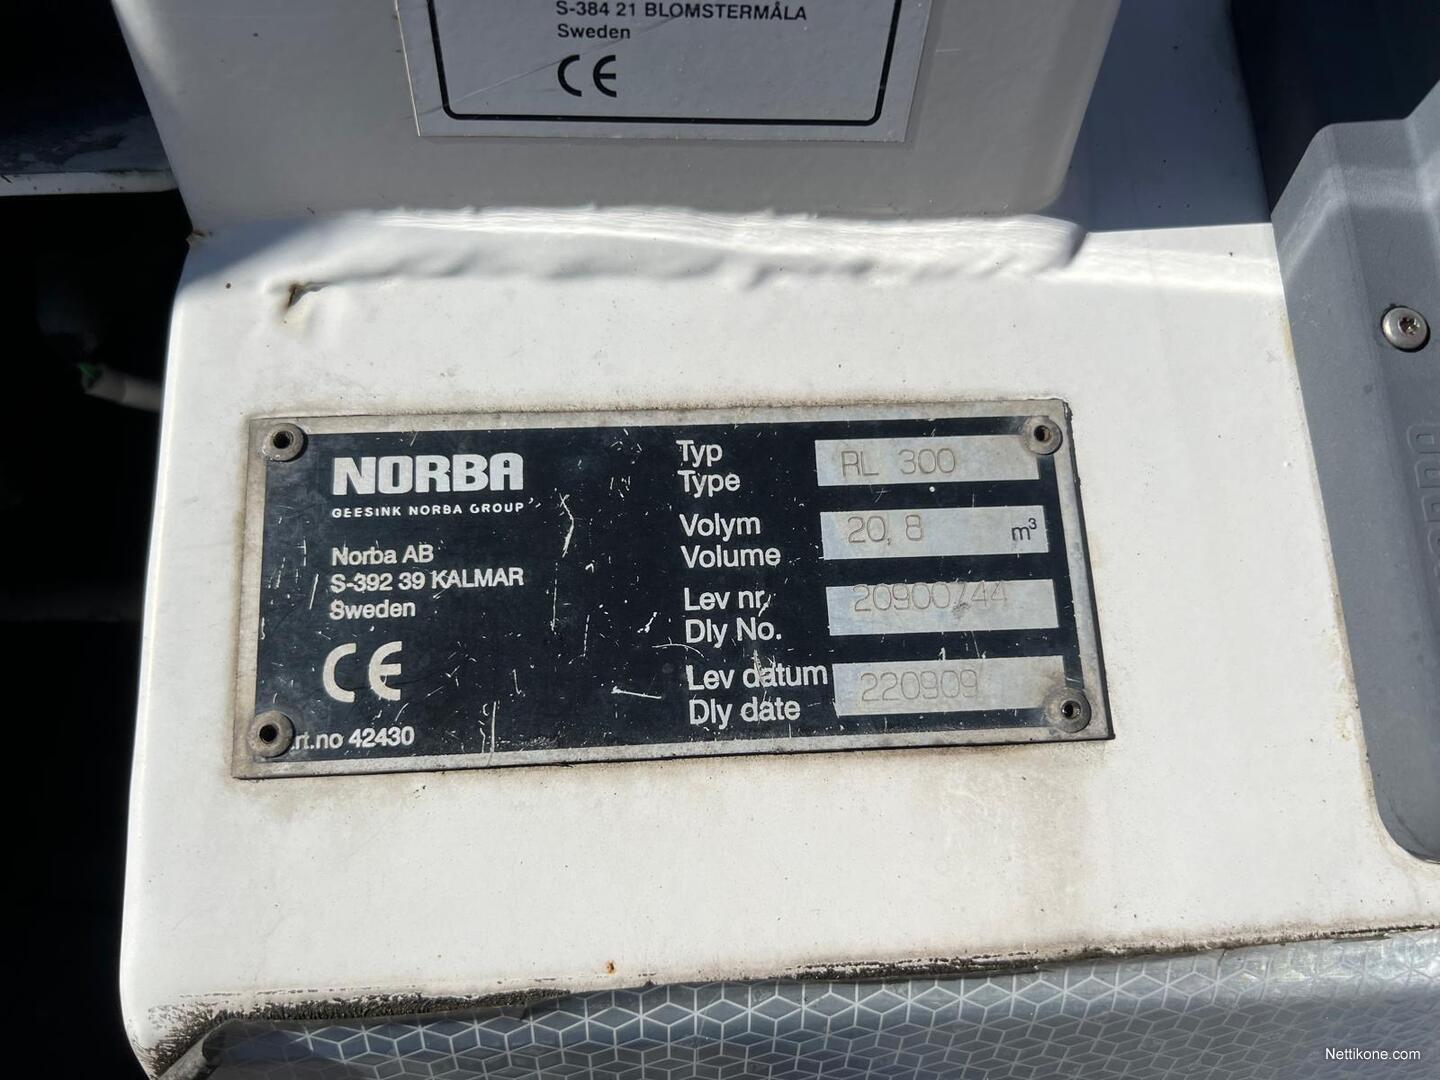 S-384 21 BLOMSTERMÅLA
Sweden
CE
NORBA
GEESINK NORBA GROUP
Norba AB
S-392 39 KALMAR
Sweden
CE
rt.no 42430
Typ
Type
RL 300
Volym
Volume
20,8 m³
Lev nr.
Dly No.
20900744
Lev datum
Dly date
220909
Nettikone.com